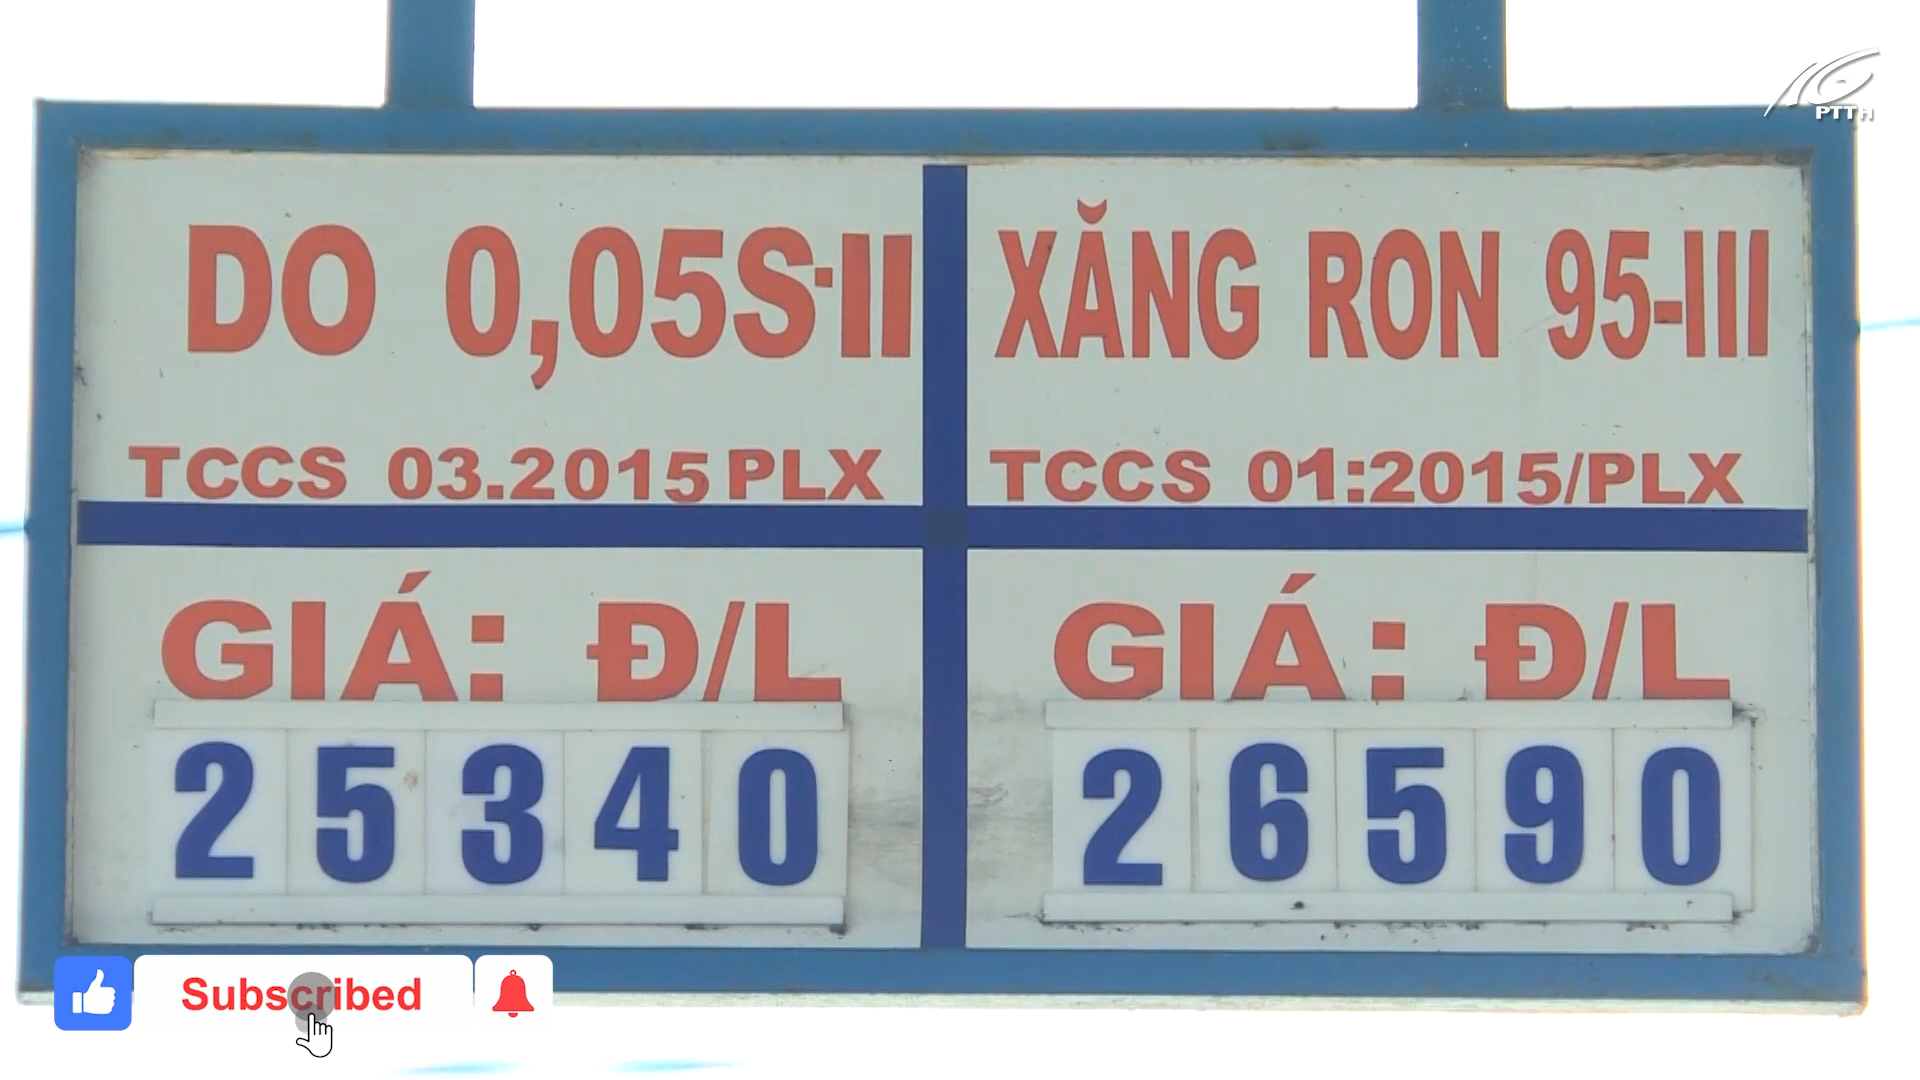 PTTH
DO 0,05S-II
TCCS 03.2015 PLX
GIÁ: Đ/L
25340
XĂNG RON 95-III
TCCS 01:2015/PLX
GIÁ: Đ/L
26590
Subscribed